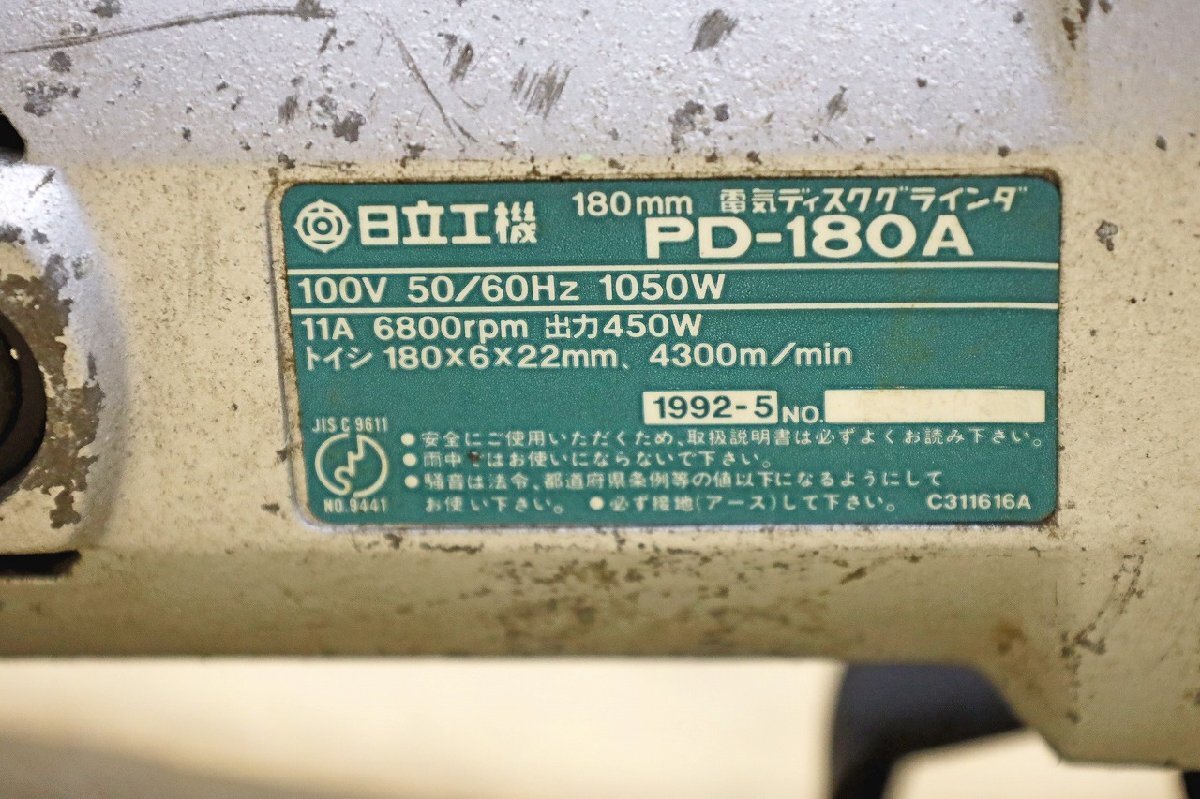 180mm 電気ディスクグラインダ
日立工機 PD-180A
100V 50/60Hz 1050W
11A 6800rpm 出力450W
トイシ 180×6×22mm、4300m/min
1992-5 NO.
JIS C 9611
NO.9441
●安全にご使用いただくため、取扱説明書は必ずよくお読み下さい。
●雨中ではお使いにならないで下さい。
●騒音は法令、都道府県条例等の値以下になるようにして
お使い下さい。 ●必ず接地(アース)して下さい。 C311616A